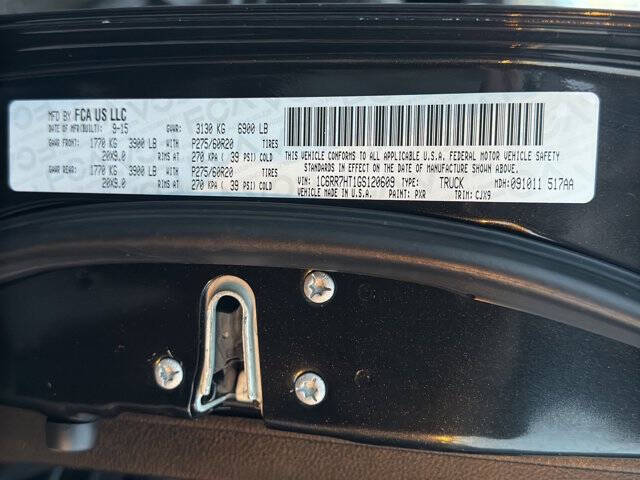 MFD BY FCA US LLC
DATE OF MFR(BUILT): 9-15 GVWR: 3130 KG 6900 LB
GAWR FRONT: 1770 KG 3900 LB P275/60R20 TIRES
20X9.0 RIMS AT 270 KPA ( 39 PSI) COLD
GAWR REAR: 1770 KG 3900 LB P275/60R20 TIRES
20X9.0 RIMS AT 270 KPA ( 39 PSI) COLD
THIS VEHICLE CONFORMS TO ALL APPLICABLE U.S.A. FEDERAL MOTOR VEHICLE SAFETY
STANDARDS IN EFFECT ON THE DATE OF MANUFACTURE SHOWN ABOVE.
VIN: 1C6RR7HT1GS120609 TYPE: TRUCK MDH: 091011 517AA
VEHICLE MADE IN U.S.A. PAINT: PXR TRIM: CJX9